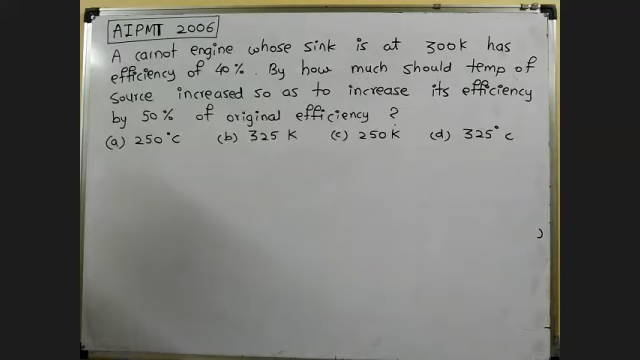 AIPMT 2006
A carnot engine whose sink is at 300k has
efficiency of 40%. By how much should temp of
source increased so as to increase its efficiency
by 50% of original efficiency ?
(a) 250°c (b) 325 K (c) 250 k (d) 325° c